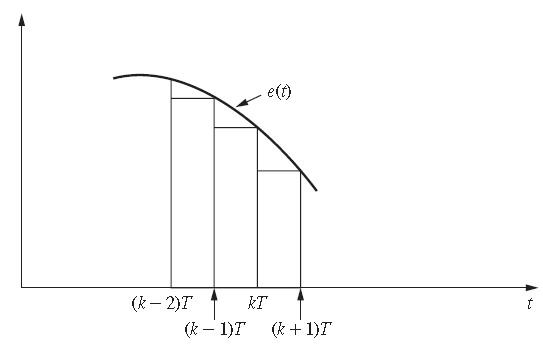 e(t)
(k − 2)T kT t
(k − 1)T (k + 1)T